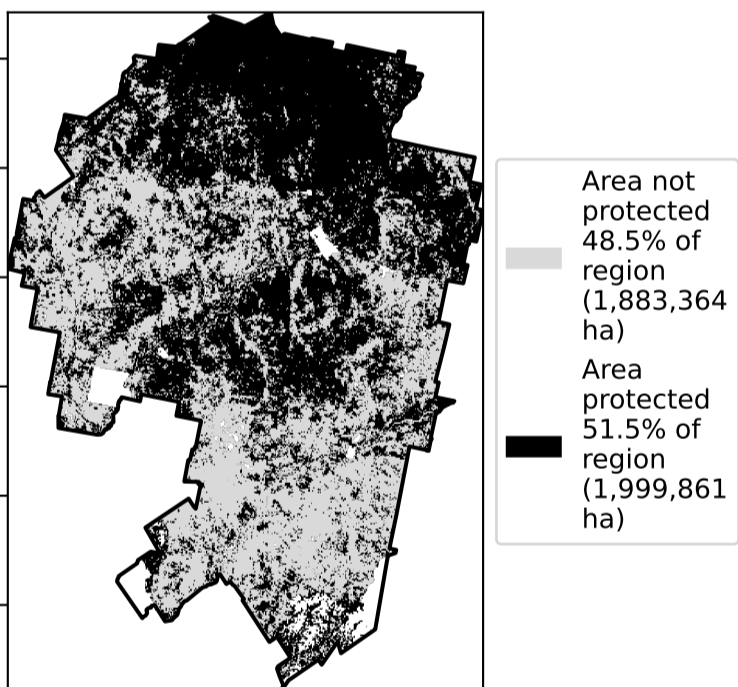 Area not
protected
48.5% of
region
(1,883,364
ha)
Area
protected
51.5% of
region
(1,999,861
ha)